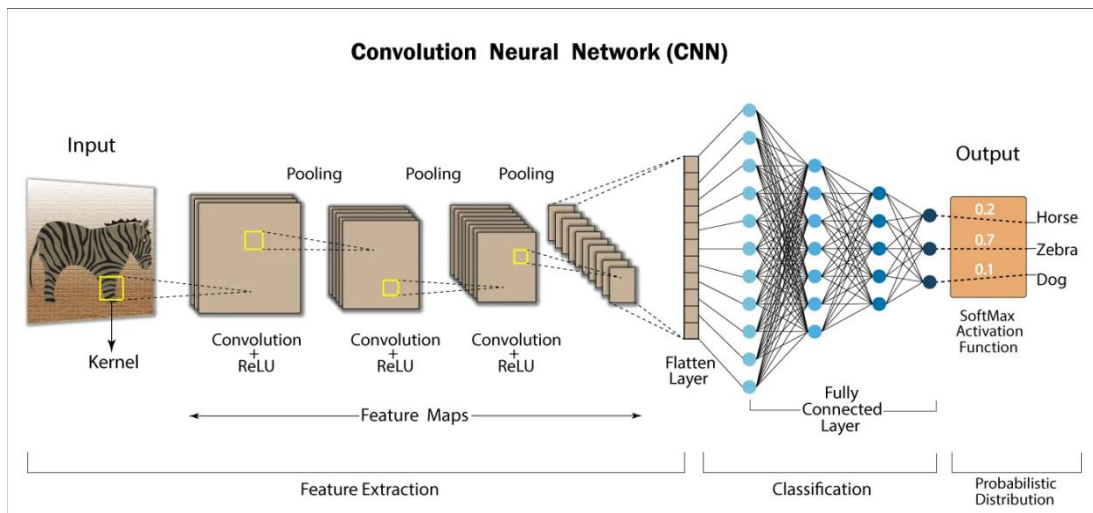 Convolution Neural Network (CNN)
Input
Kernel
Pooling
Pooling
Pooling
Convolution
+
ReLU
Convolution
+
ReLU
Convolution
+
ReLU
Feature Maps
Flatten
Layer
Fully
Connected
Layer
Output
0.2
Horse
0.7
Zebra
0.1
Dog
SoftMax
Activation
Function
Feature Extraction
Classification
Probabilistic
Distribution